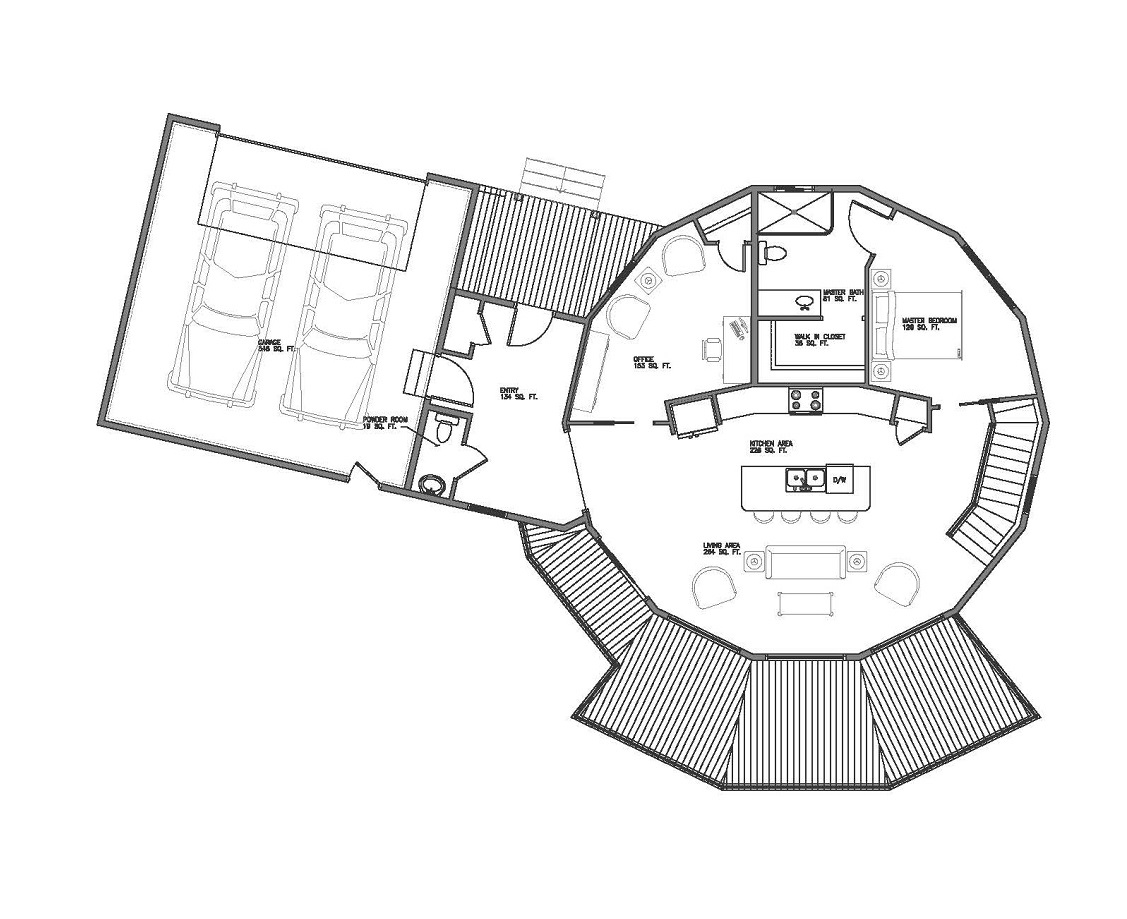 GARAGE
546 SQ. FT.
POWDER ROOM
19 SQ. FT.
ENTRY
134 SQ. FT.
OFFICE
153 SQ. FT.
MASTER BATH
81 SQ. FT.
WALK IN CLOSET
36 SQ. FT.
MASTER BEDROOM
129 SQ. FT.
KITCHEN AREA
226 SQ. FT.
D/W
LIVING AREA
264 SQ. FT.